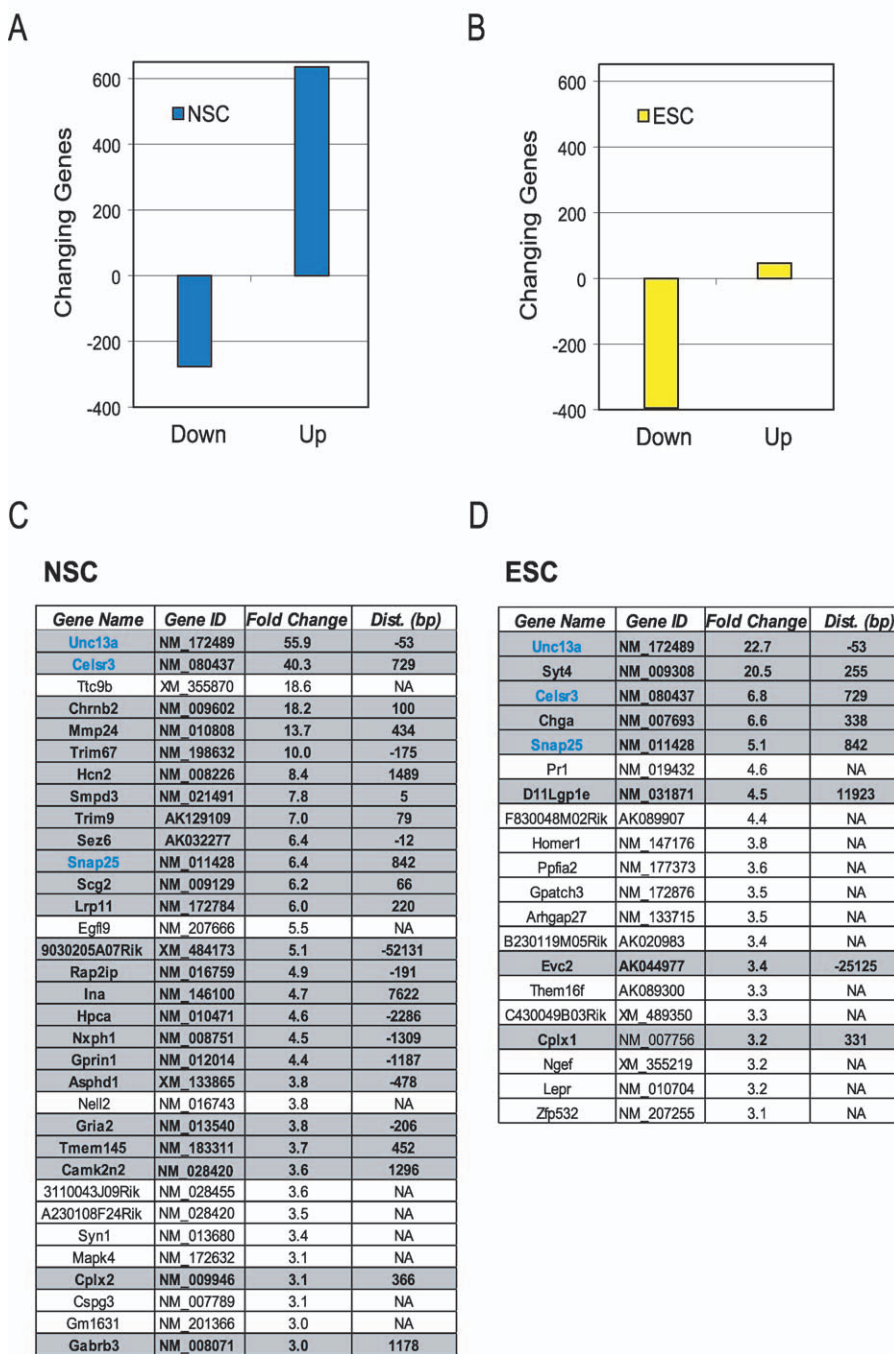 A
B
600
400
200
0
-200
-400
Changing Genes
NSC
Down Up
600
400
200
0
-200
-400
Changing Genes
ESC
Down Up
C
D
NSC
Gene Name Gene ID Fold Change Dist. (bp)
Unc13a NM_172489 55.9 -53
Celsr3 NM_080437 40.3 729
Ttc9b XM_355870 18.6 NA
Chrnb2 NM_009602 18.2 100
Mmp24 NM_010808 13.7 434
Trim67 NM_198632 10.0 -175
Hcn2 NM_008226 8.4 1489
Smpd3 NM_021491 7.8 5
Trim9 AK129109 7.0 79
Sez6 AK032277 6.4 -12
Snap25 NM_011428 6.4 842
Scg2 NM_009129 6.2 66
Lrp11 NM_172784 6.0 220
Egfl9 NM_207666 5.5 NA
9030205A07Rik XM_484173 5.1 -52131
Rap2ip NM_016759 4.9 -191
Ina NM_146100 4.7 7622
Hpca NM_010471 4.6 -2286
Nxph1 NM_008751 4.5 -1309
Gprin1 NM_012014 4.4 -1187
Asphd1 XM_133865 3.8 -478
Nell2 NM_016743 3.8 NA
Gria2 NM_013540 3.8 -206
Tmem145 NM_183311 3.7 452
Camk2n2 NM_028420 3.6 1296
3110043J09Rik NM_028455 3.6 NA
A230108F24Rik NM_028420 3.5 NA
Syn1 NM_013680 3.4 NA
Mapk4 NM_172632 3.1 NA
Cplx2 NM_009946 3.1 366
Cspg3 NM_007789 3.1 NA
Gm1631 NM_201366 3.0 NA
Gabrb3 NM_008071 3.0 1178
ESC
Gene Name Gene ID Fold Change Dist. (bp)
Unc13a NM_172489 22.7 -53
Syt4 NM_009308 20.5 255
Celsr3 NM_080437 6.8 729
Chga NM_007693 6.6 338
Snap25 NM_011428 5.1 842
Pr1 NM_019432 4.6 NA
D11Lgp1e NM_031871 4.5 11923
F830048M02Rik AK089907 4.4 NA
Homer1 NM_147176 3.8 NA
Ppfia2 NM_177373 3.6 NA
Gpatch3 NM_172876 3.5 NA
Arhgap27 NM_133715 3.5 NA
B230119M05Rik AK020983 3.4 NA
Evc2 AK044977 3.4 -25125
Them16f AK089300 3.3 NA
C430049B03Rik XM_489350 3.3 NA
Cplx1 NM_007756 3.2 331
Ngef XM_355219 3.2 NA
Lepr NM_010704 3.2 NA
Zfp532 NM_207255 3.1 NA